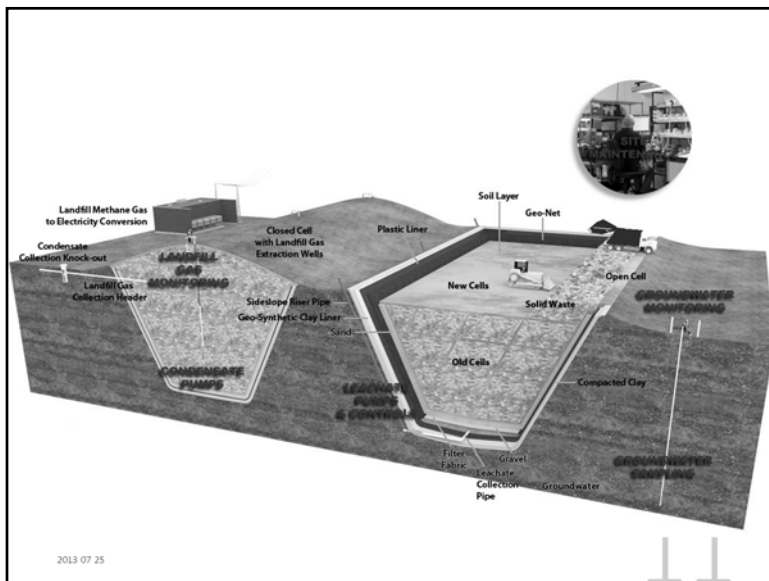 SITE
MAINTEN
Soil Layer
Geo-Net
Landfill Methane Gas
to Electricity Conversion
Plastic Liner
Closed Cell
with Landfill Gas
Extraction Wells
Condensate
Collection Knock-out
LANDFILL
GAS
MONITORING
Open Cell
New Cells
Landfill Gas
Collection Header
Sideslope Riser Pipe
Solid Waste
GROUNDWATER
MONITORING
Geo-Synthetic Clay Liner
Sand
Old Cells
CONDENSATE
PUMPS
Compacted Clay
LEACHATE
PUMPS
& CONTROL
Filter
Fabric
Gravel
Leachate
Collection
Pipe
Groundwater
GROUNDWATER
SAMPLING
2013 07 25